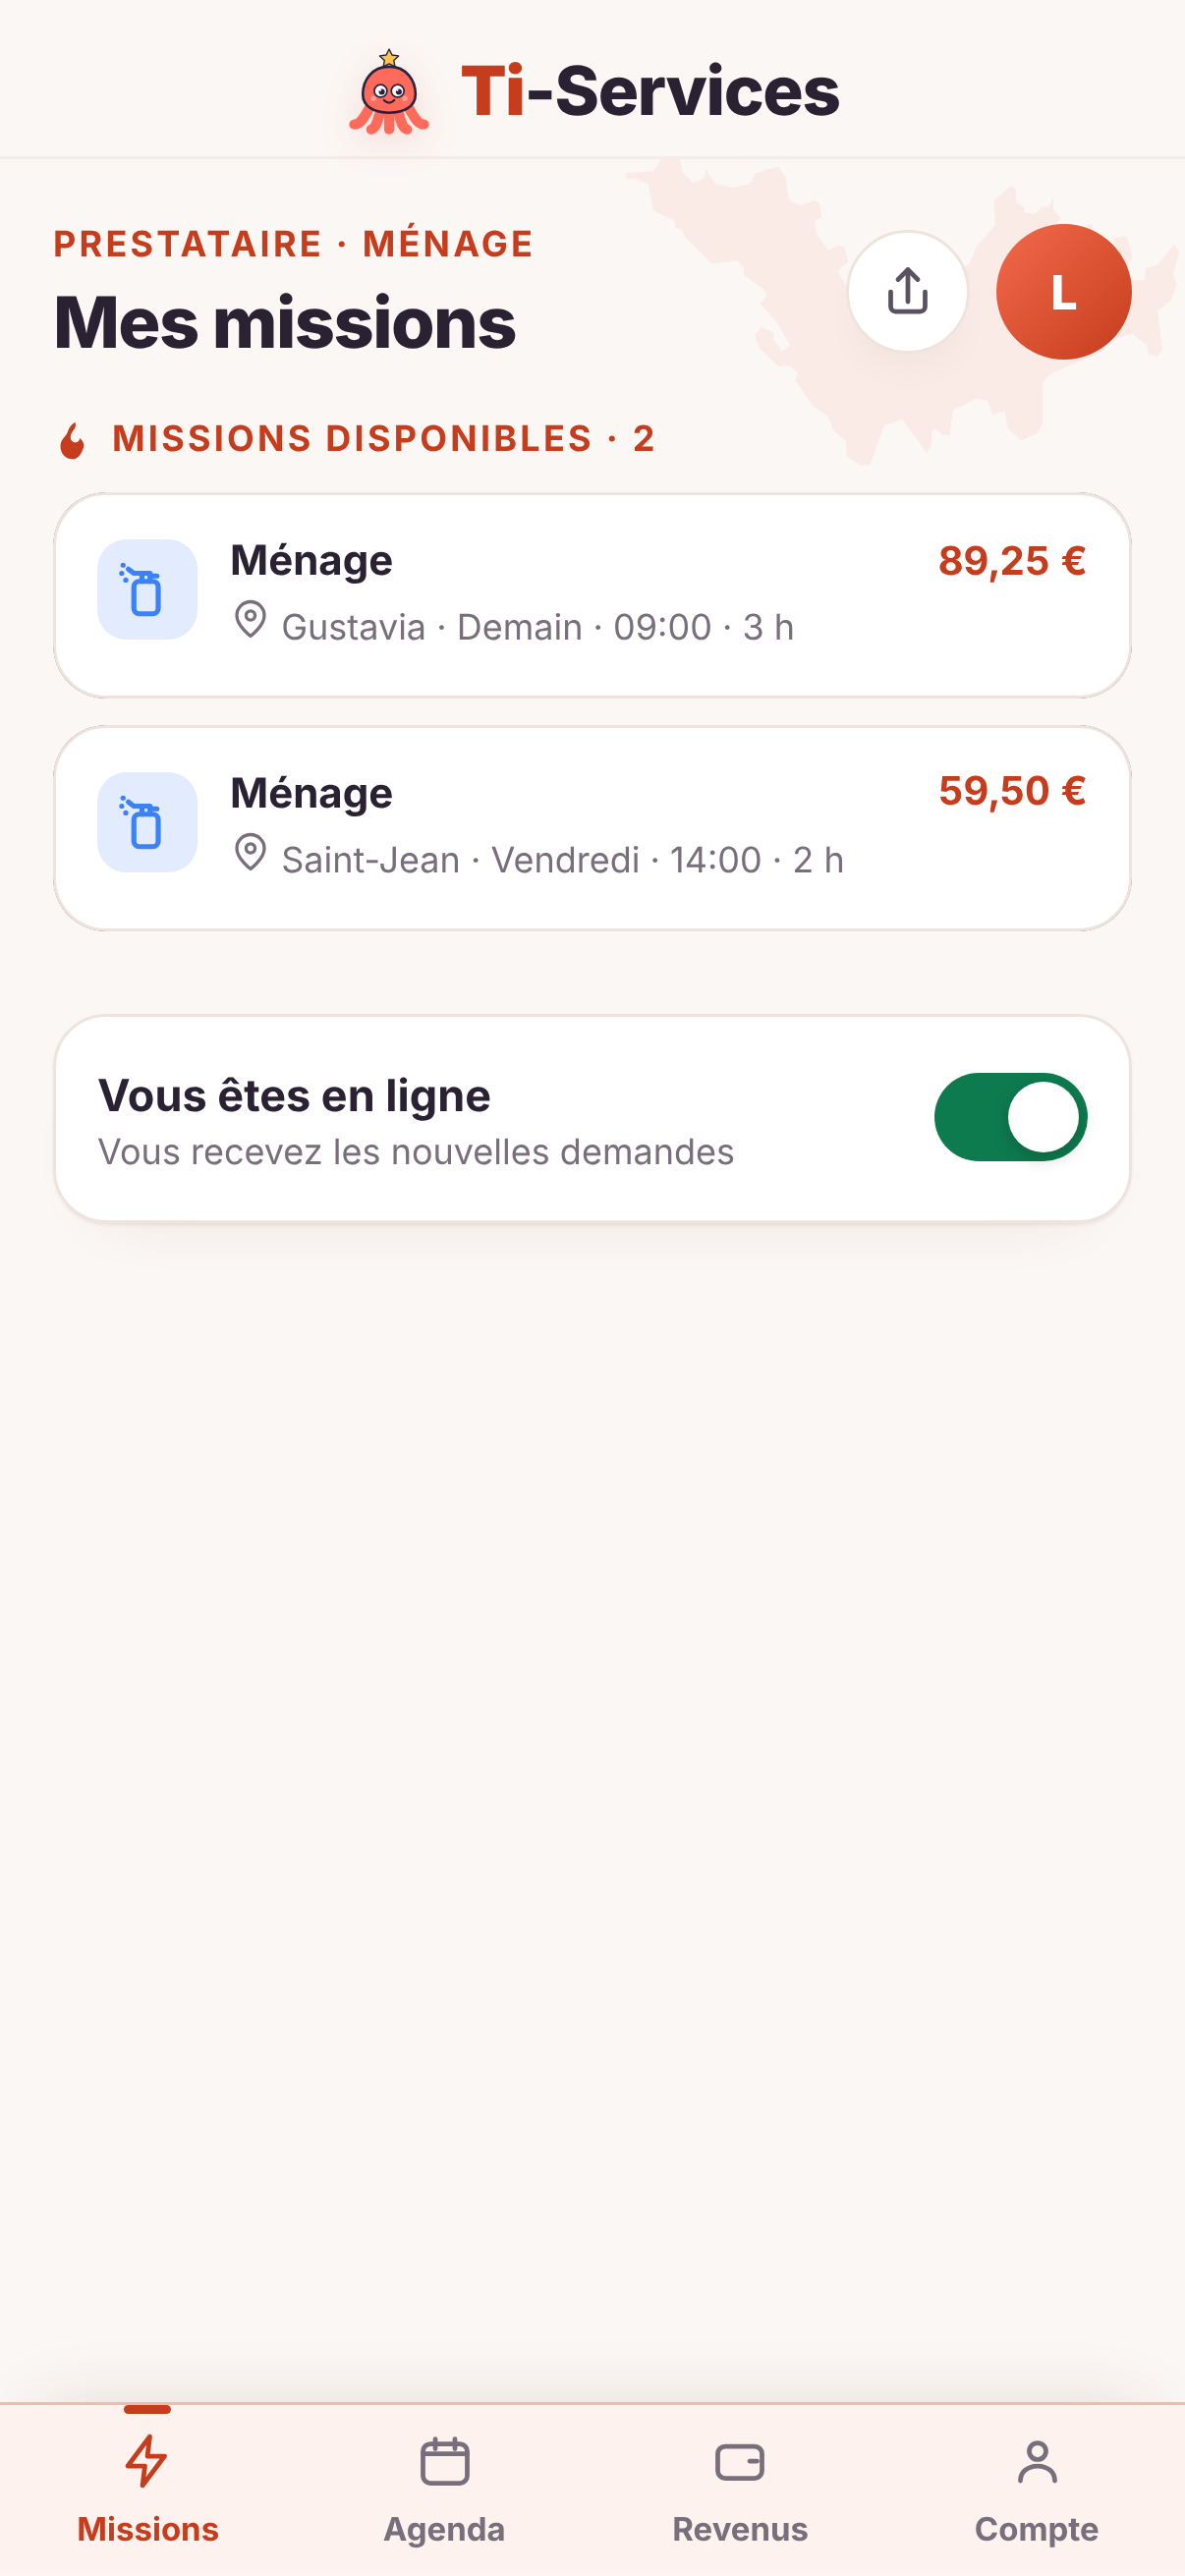 Ti-Services
PRESTATAIRE · MÉNAGE
Mes missions
L
MISSIONS DISPONIBLES · 2
Ménage
89,25 €
Gustavia · Demain · 09:00 · 3 h
Ménage
59,50 €
Saint-Jean · Vendredi · 14:00 · 2 h
Vous êtes en ligne
Vous recevez les nouvelles demandes
Missions
Agenda
Revenus
Compte